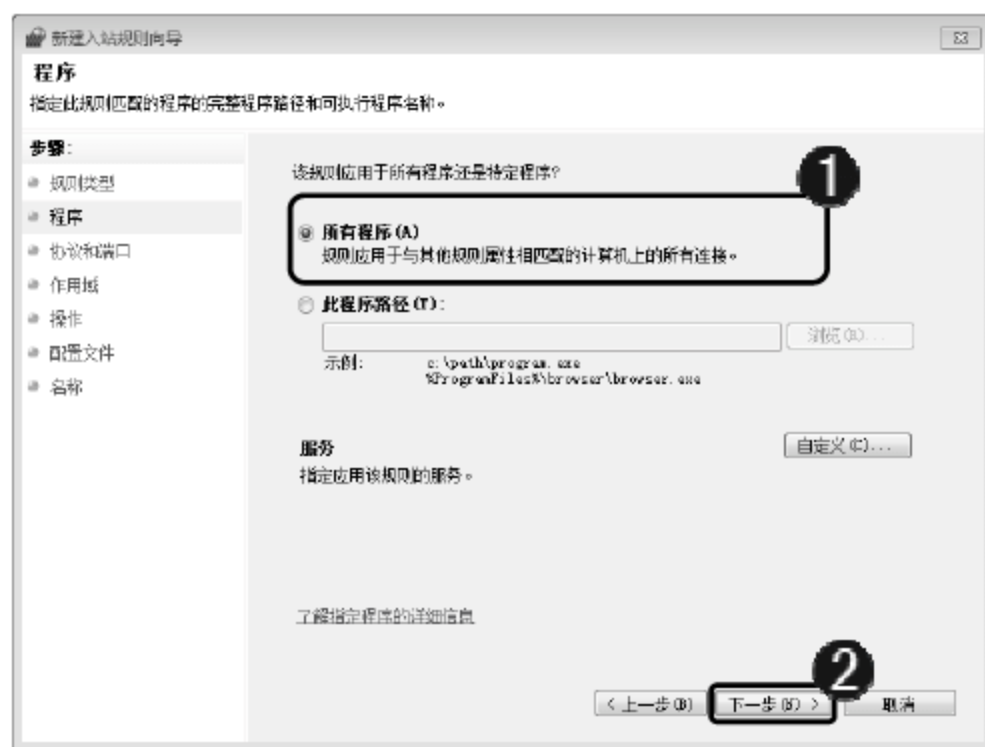 新建入站规则向导
程序
指定此规则匹配的程序的完整程序路径和可执行程序名称。
步骤:
规则类型
程序
协议和端口
作用域
操作
配置文件
名称
该规则应用于所有程序还是特定程序?
1
所有程序(A)
规则应用于与其他规则属性相匹配的计算机上的所有连接。
此程序路径(T):
浏览(R)...
示例: c:\path\program.exe
%ProgramFiles%\browser\browser.exe
服务
自定义(C)...
指定应用该规则的服务。
了解指定程序的详细信息
2
< 上一步(B) 下一步(N) > 取消